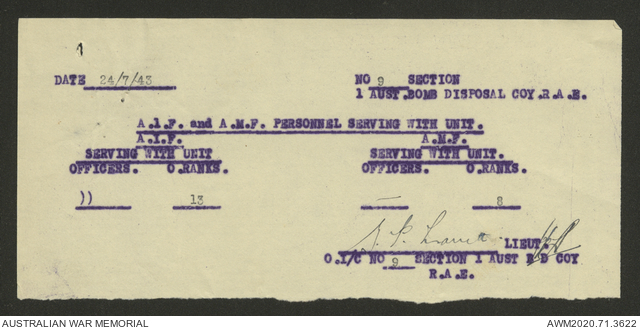 1
DATE 24/7/43 NO 9 SECTION
1 AUST.BOMB DISPOSAL COY.R.A.E.
A.I.F. and A.M.F. PERSONNEL SERVING WITH UNIT.
A.I.F. A.M.F.
SERVING WITH UNIT SERVING WITH UNIT.
OFFICERS. O.RANKS. OFFICERS. O.RANKS.
)) 13 — 8
LIEUT
O.I/C NO 9 SECTION 1 AUST B D COY
R.A.E.
AUSTRALIAN WAR MEMORIAL AWM2020.71.3622